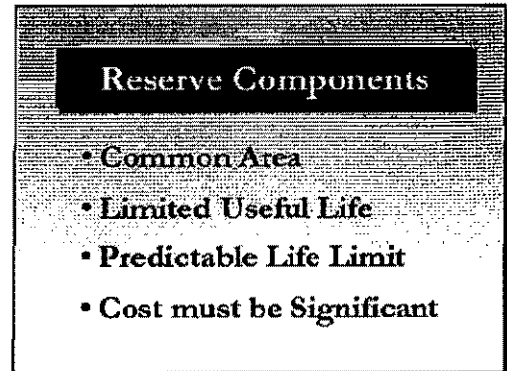 Reserve Components
• Common Area
• Limited Useful Life
• Predictable Life Limit
• Cost must be Significant